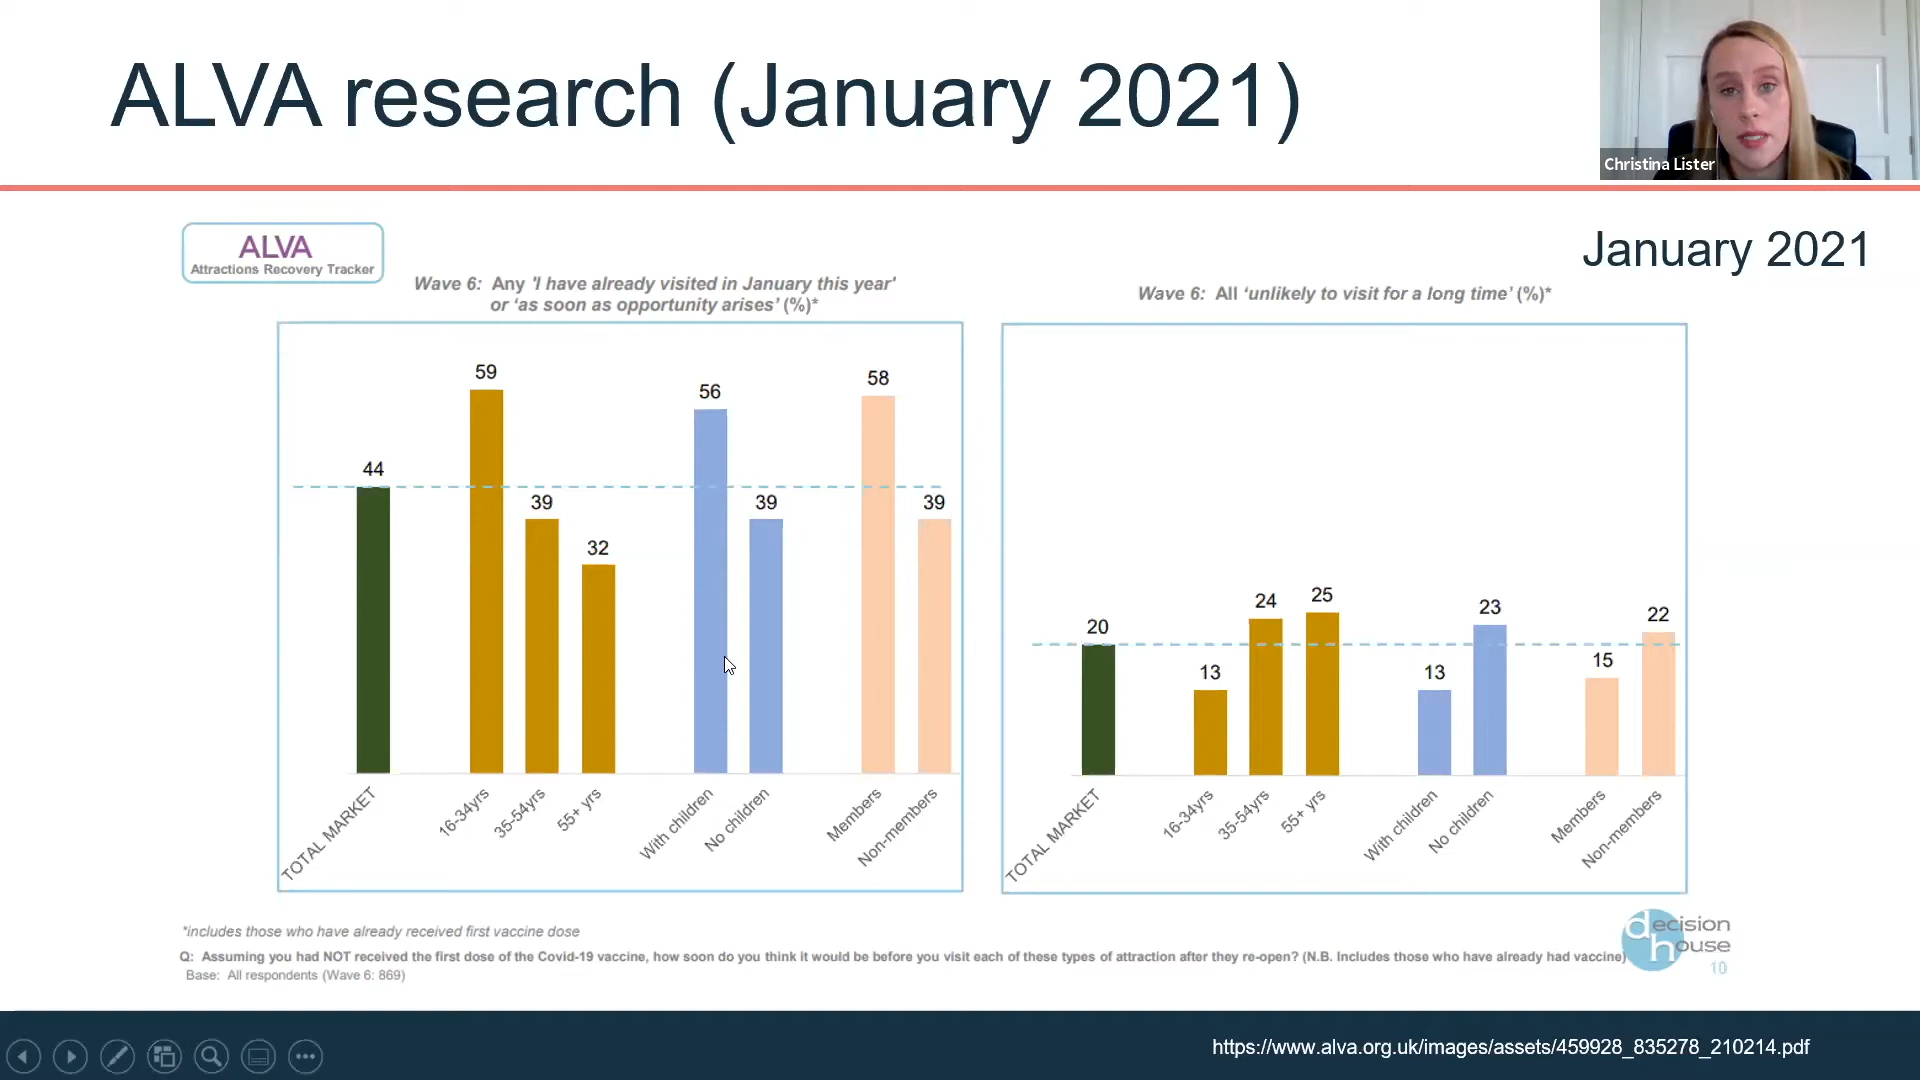 ALVA research (January 2021)
Christina Lister
ALVA
Attractions Recovery Tracker
January 2021
Wave 6: Any 'I have already visited in January this year'
or 'as soon as opportunity arises' (%)*
59
56
58
44
39
39
39
32
TOTAL MARKET
16-34yrs
35-54yrs
55+ yrs
With children
No children
Members
Non-members
Wave 6: All 'unlikely to visit for a long time' (%)*
20
13
24
25
13
23
15
22
TOTAL MARKET
16-34yrs
35-54yrs
55+ yrs
With children
No children
Members
Non-members
*includes those who have already received first vaccine dose
Q: Assuming you had NOT received the first dose of the Covid-19 vaccine, how soon do you think it would be before you visit each of these types of attraction after they re-open? (N.B. Includes those who have already had vaccine)
Base: All respondents (Wave 6: 869)
decision
house
10
https://www.alva.org.uk/images/assets/459928_835278_210214.pdf